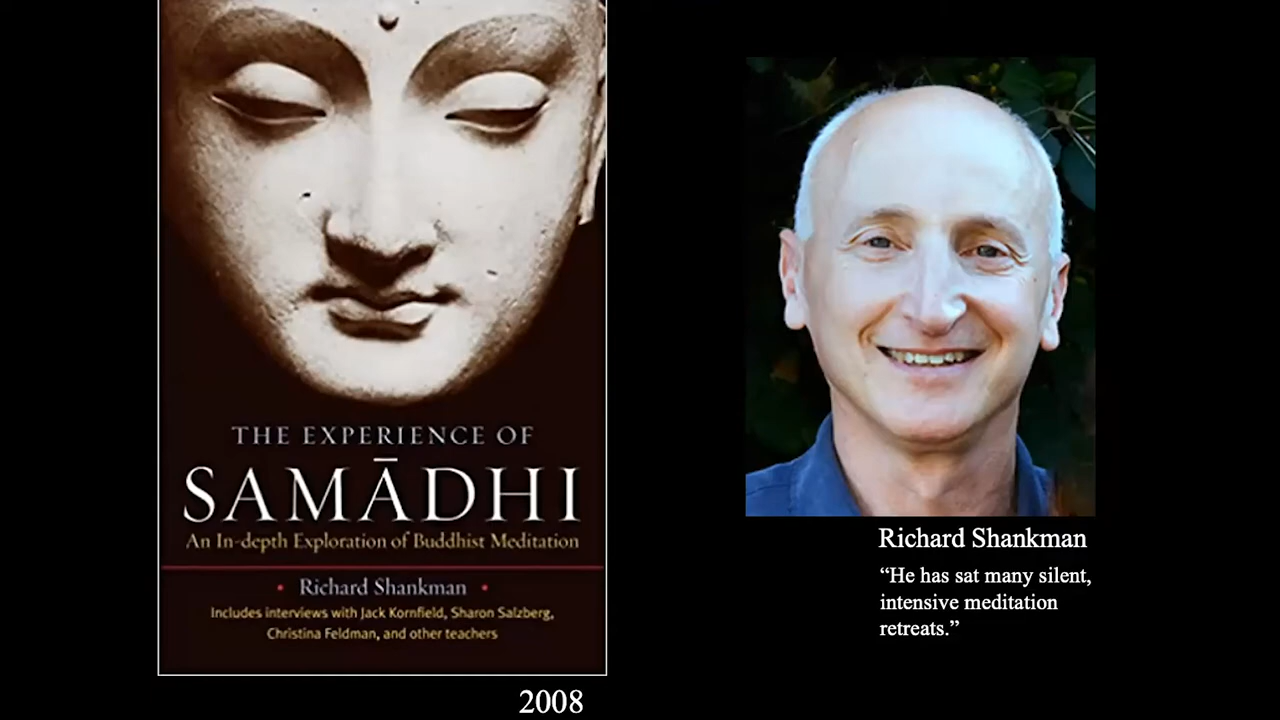 THE EXPERIENCE OF
SAMĀDHI
An In-depth Exploration of Buddhist Meditation
• Richard Shankman •
Includes interviews with Jack Kornfield, Sharon Salzberg,
Christina Feldman, and other teachers
2008
Richard Shankman
“He has sat many silent,
intensive meditation
retreats.”